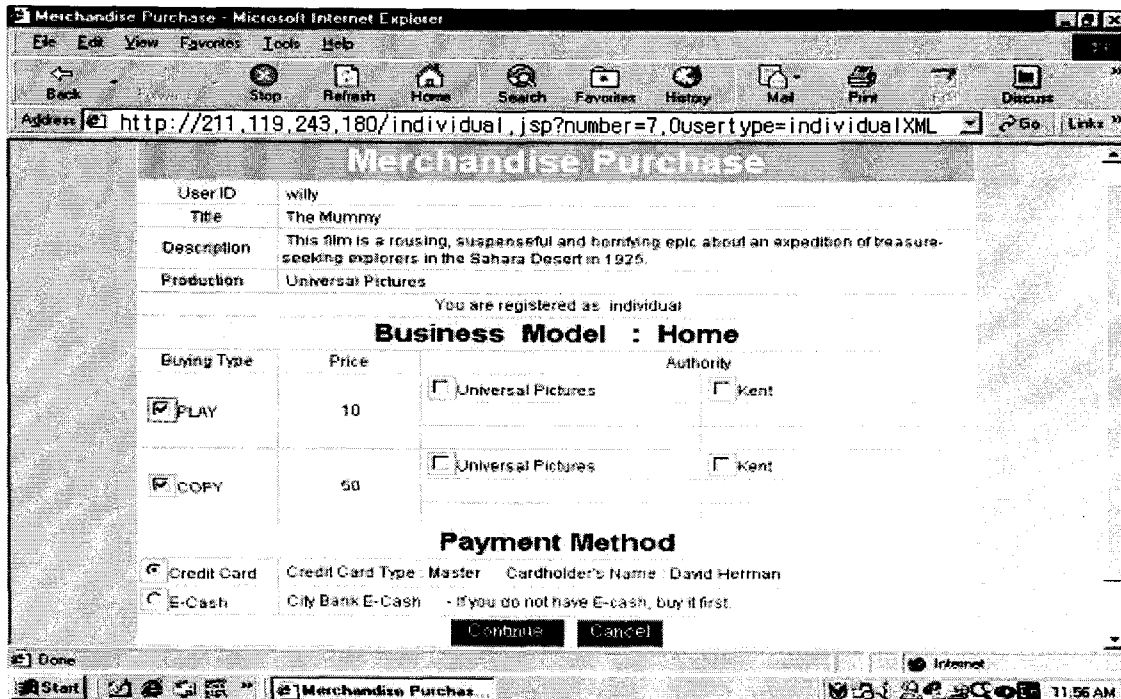 Merchandise Purchase - Microsoft Internet Explorer
File Edit View Favorites Tools Help
Back Stop Refresh Home Search Favorites History Mail Print Discuss
Address http://211,119,243,180/individual,jsp?number=7,0usertype=individualXML Go Links
Merchandise Purchase
User ID willy
Title The Mummy
Description This film is a rousing, suspenseful and horrifying epic about an expedition of treasure-
seeking explorers in the Sahara Desert in 1925.
Production Universal Pictures
You are registered as individual
Business Model : Home
Buying Type Price Authority
PLAY 10 Universal Pictures Kent
COPY 50 Universal Pictures Kent
Payment Method
Credit Card Credit Card Type : Master Cardholder's Name : David Herman
E-Cash City Bank E-Cash - If you do not have E-cash, buy it first.
Continue Cancel
Done Internet
Start Merchandise Purchas... 11:56 AM